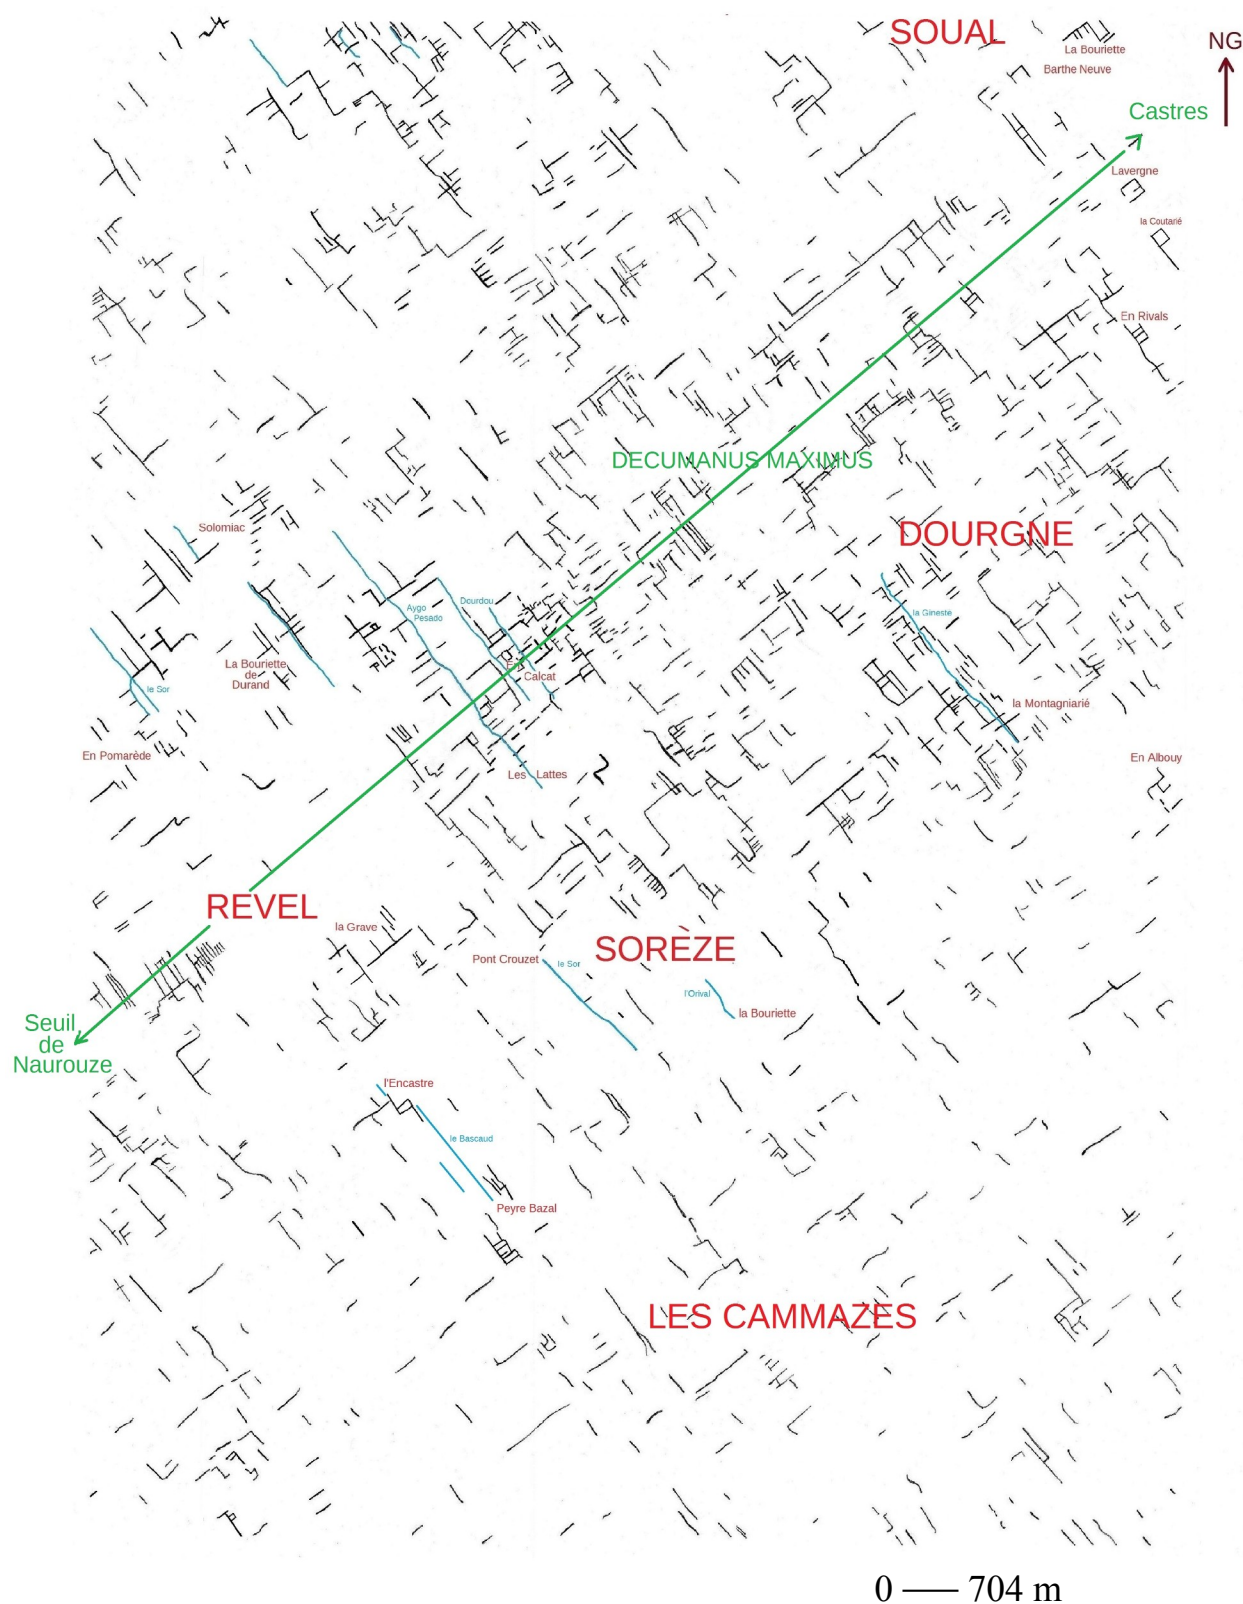 SOUAL
La Bouriette
NG
Barthe Neuve
Castres
Lavergne
la Coutarié
En Rivals
DECUMANUS MAXIMUS
Solomiac
DOURGNE
Dourdou
Aygo
Pesado
la Gineste
La Bouriette
de
Durand
En
Calcat
le Sor
la Montagniarié
En Pomarède
En Albouy
Les Lattes
REVEL
la Grave
SORÈZE
Pont Crouzet
le Sor
l'Orival
la Bouriette
Seuil
de
Naurouze
l'Encastre
le Bascaud
Peyre Bazal
LES CAMMAZES
0 — 704 m